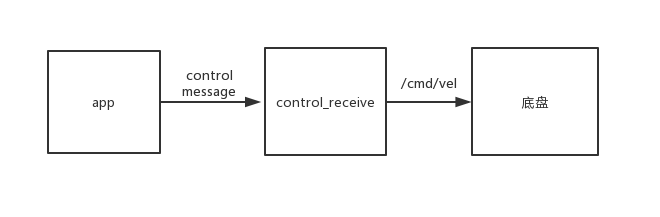 app
control
message
control_receive
/cmd/vel
底盘